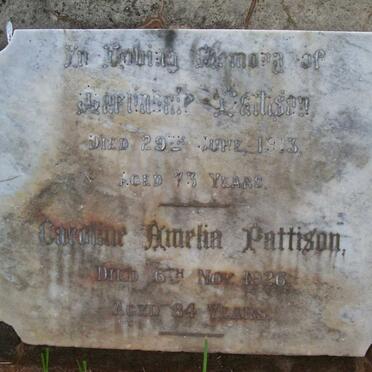 In Loving Memory of
Martindale Pattison
Died 29th June, 1913.
Aged 73 Years.
Caroline Amelia Pattison,
Died 6th Nov. 1926
Aged 84 Years.